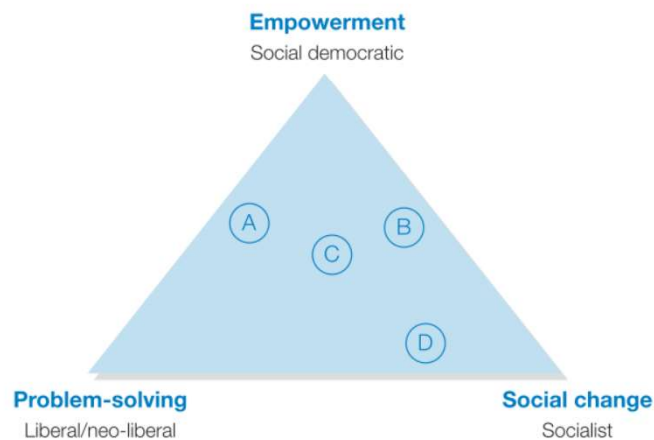 Empowerment
Social democratic
A
B
C
D
Problem-solving
Liberal/neo-liberal
Social change
Socialist